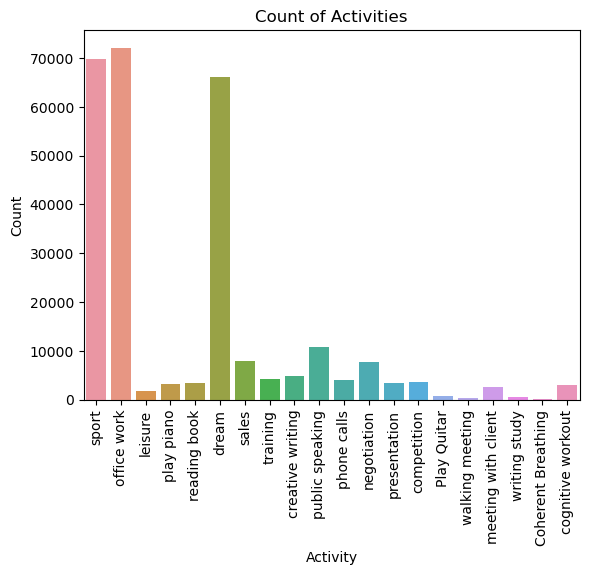 Count of Activities
70000
60000
50000
40000
30000
20000
10000
0
Count
sport
office work
leisure
play piano
reading book
dream
sales
training
creative writing
public speaking
phone calls
negotiation
presentation
competition
Play Quitar
walking meeting
meeting with client
writing study
Coherent Breathing
cognitive workout
Activity